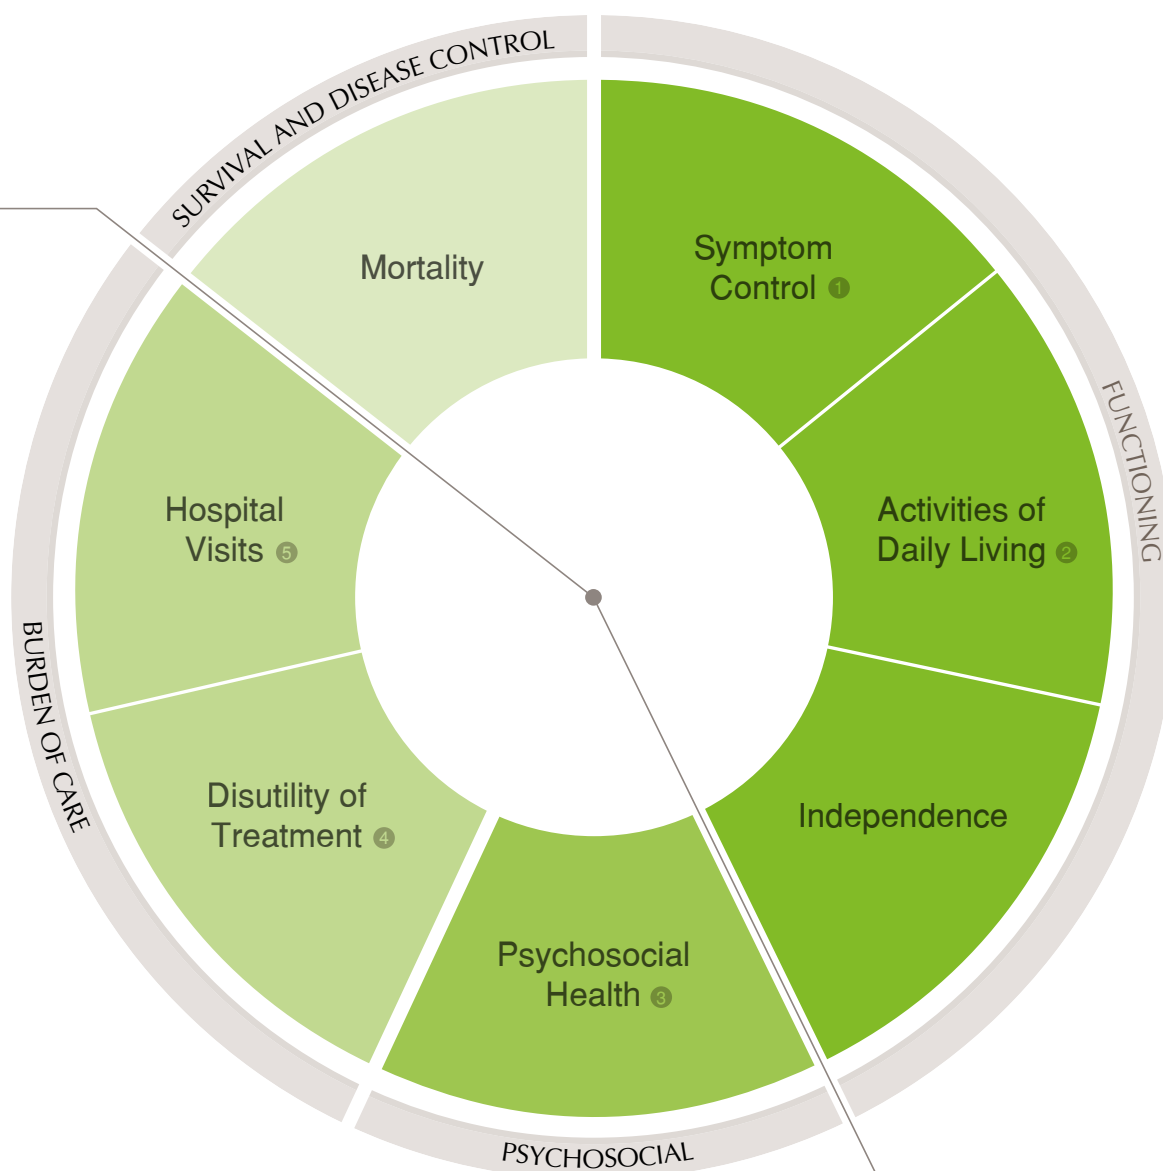 SURVIVAL AND DISEASE CONTROL
Mortality
Symptom
Control 1
FUNCTIONING
Activities of
Daily Living 2
Independence
PSYCHOSOCIAL
Psychosocial
Health 3
BURDEN OF CARE
Disutility of
Treatment 4
Hospital
Visits 5